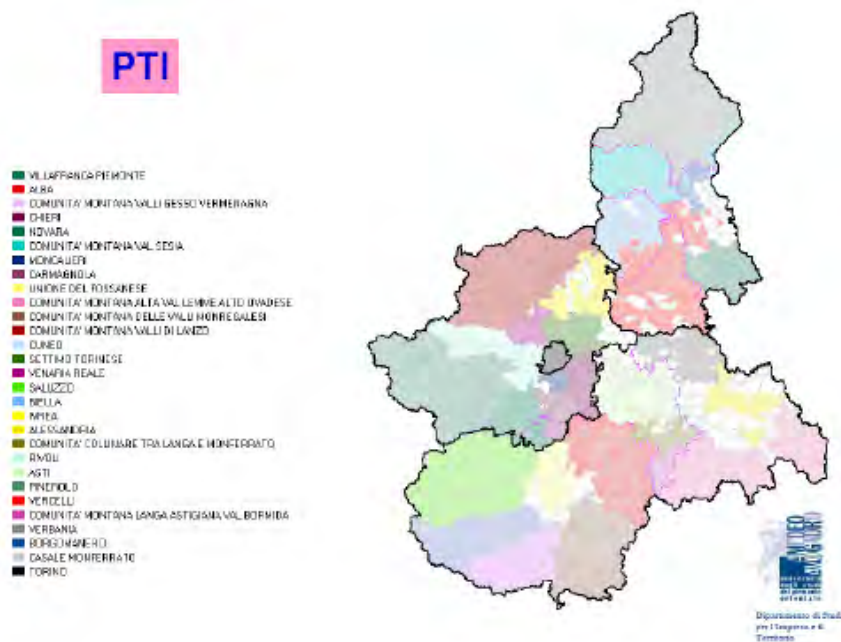 PTI
VILLAFRANCA PIEMONTE
ALBA
COMUNITA' MONTANA VALLI GESSO VERMENAGNA
CHIERI
NOVARA
COMUNITA' MONTANA VAL SESIA
MONCALIERI
CARMAGNOLA
UNIONE DEL FOSSANESE
COMUNITA' MONTANA ALTA VAL LEMME ALTO OVADESE
COMUNITA' MONTANA DELLE VALLI MONREGALESI
COMUNITA' MONTANA VALLI DI LANZO
CUNEO
SETTIMO TORINESE
VENARIA REALE
SALUZZO
BIELLA
IVREA
ALESSANDRIA
COMUNITA' COLLINARE TRA LANGA E MONFERRATO
RIVOLI
ASTI
PINEROLO
VERCELLI
COMUNITA' MONTANA LANGA ASTIGIANA VAL BORMIDA
VERBANIA
BORGOMANERO
CASALE MONFERRATO
TORINO
AMEDEO
AVOGADRO
Dipartimento di Studi
per l'Impresa e il
Territorio